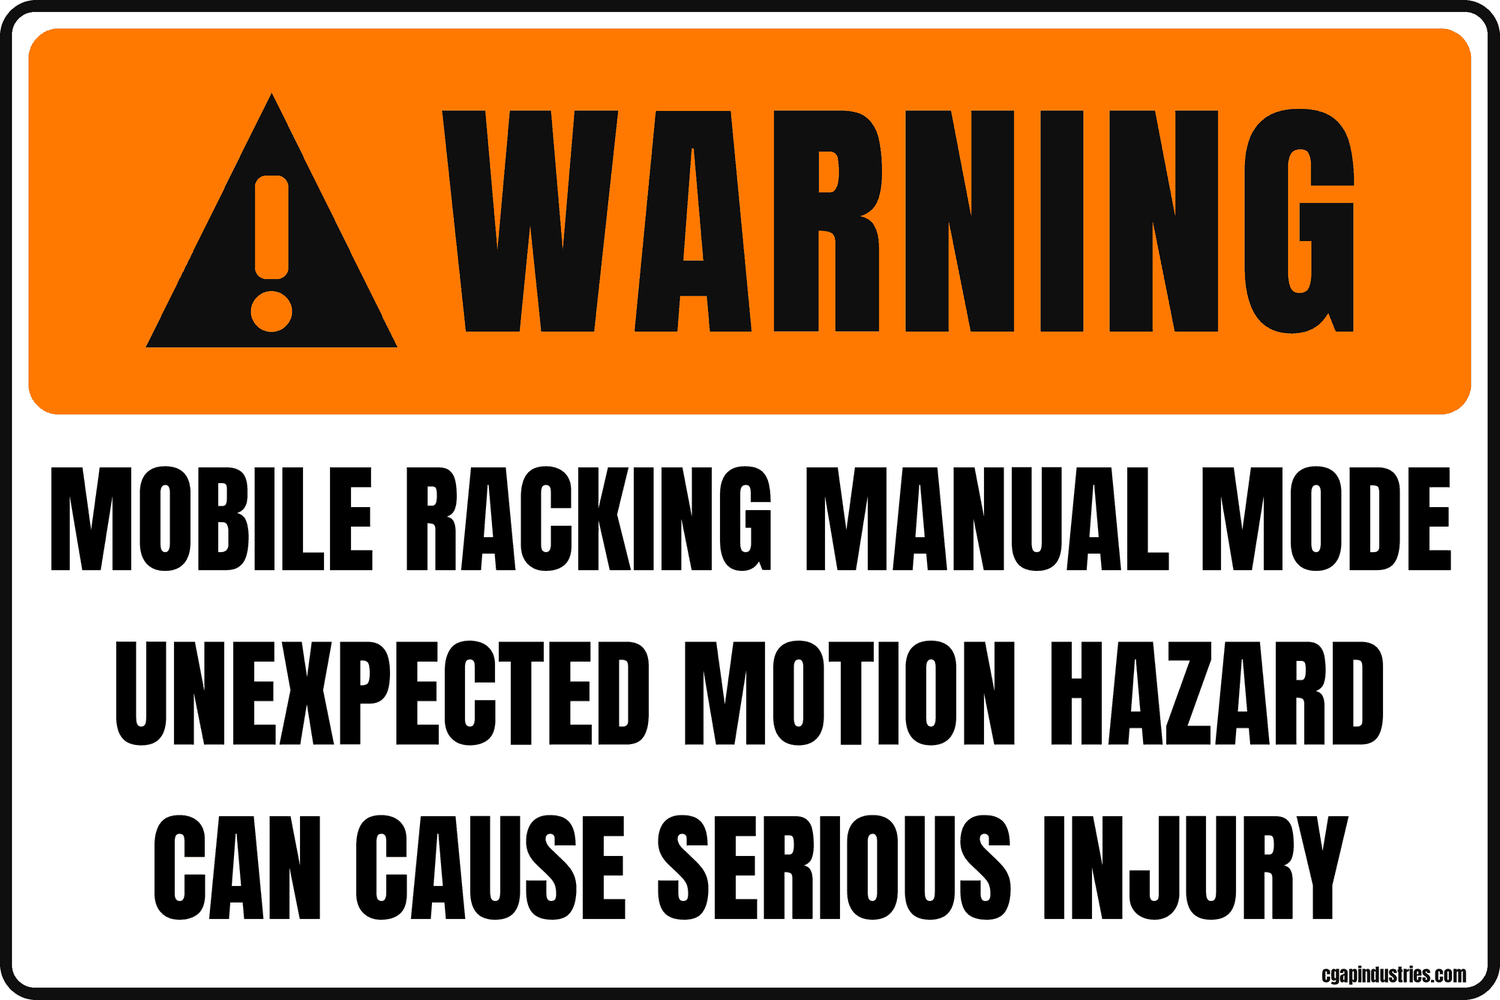 WARNING
MOBILE RACKING MANUAL MODE
UNEXPECTED MOTION HAZARD
CAN CAUSE SERIOUS INJURY
cgapindustries.com